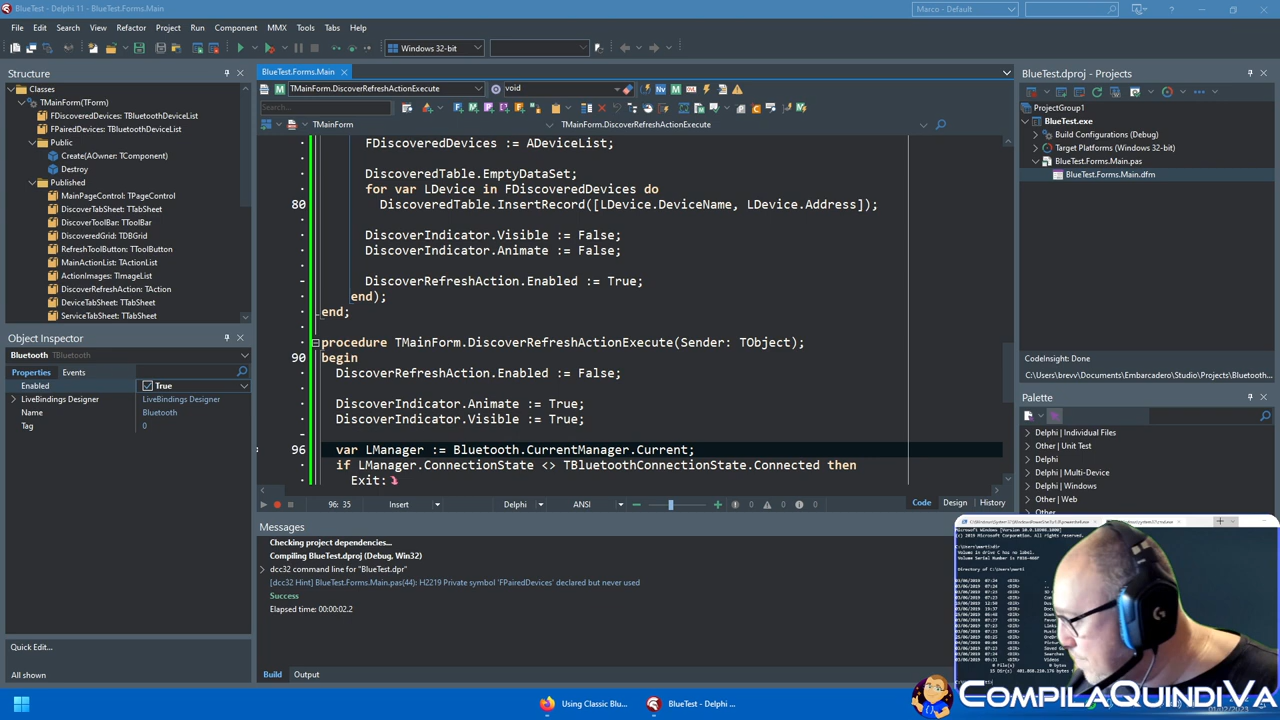 BlueTest - Delphi 11 - BlueTest.Forms.Main
Marco - Default
File Edit Search View Refactor Project Run Component MMX Tools Tabs Help
Windows 32-bit
Structure
Classes
TMainForm(TForm)
FDiscoveredDevices: TBluetoothDeviceList
FPairedDevices: TBluetoothDeviceList
Public
Create(AOwner: TComponent)
Destroy
Published
MainPageControl: TPageControl
DiscoverTabSheet: TTabSheet
DiscoverToolBar: TToolBar
DiscoveredGrid: TDBGrid
RefreshToolButton: TToolButton
MainActionList: TActionList
ActionImages: TImageList
DiscoverRefreshAction: TAction
DeviceTabSheet: TTabSheet
ServiceTabSheet: TTabSheet
Object Inspector
Bluetooth TBluetooth
Properties Events
Enabled True
LiveBindings Designer LiveBindings Designer
Name Bluetooth
Tag 0
Quick Edit...
All shown
BlueTest.Forms.Main
TMainForm.DiscoverRefreshActionExecute void
Search...
TMainForm TMainForm.DiscoverRefreshActionExecute
FDiscoveredDevices := ADeviceList;
DiscoveredTable.EmptyDataSet;
for var LDevice in FDiscoveredDevices do
80 DiscoveredTable.InsertRecord([LDevice.DeviceName, LDevice.Address]);
DiscoverIndicator.Visible := False;
DiscoverIndicator.Animate := False;
DiscoverRefreshAction.Enabled := True;
end);
end;
procedure TMainForm.DiscoverRefreshActionExecute(Sender: TObject);
90 begin
DiscoverRefreshAction.Enabled := False;
DiscoverIndicator.Animate := True;
DiscoverIndicator.Visible := True;
96 var LManager := Bluetooth.CurrentManager.Current;
if LManager.ConnectionState <> TBluetoothConnectionState.Connected then
Exit;
96: 35 Insert Delphi ANSI 0 0 0 Code Design History
Messages
Checking project dependencies...
Compiling BlueTest.dproj (Debug, Win32)
dcc32 command line for "BlueTest.dpr"
[dcc32 Hint] BlueTest.Forms.Main.pas(44): H2219 Private symbol 'FPairedDevices' declared but never used
Success
Elapsed time: 00:00:02.2
Build Output
BlueTest.dproj - Projects
ProjectGroup1
BlueTest.exe
Build Configurations (Debug)
Target Platforms (Windows 32-bit)
BlueTest.Forms.Main.pas
BlueTest.Forms.Main.dfm
CodeInsight: Done
C:\Users\brevv\Documents\Embarcadero\Studio\Projects\Bluetooth...
Palette
Delphi | Individual Files
Other | Unit Test
Delphi
Delphi | Multi-Device
Delphi | Windows
Other | Web
Other
Using Classic Blu...
BlueTest - Delphi ...
CompilaQuindiVa